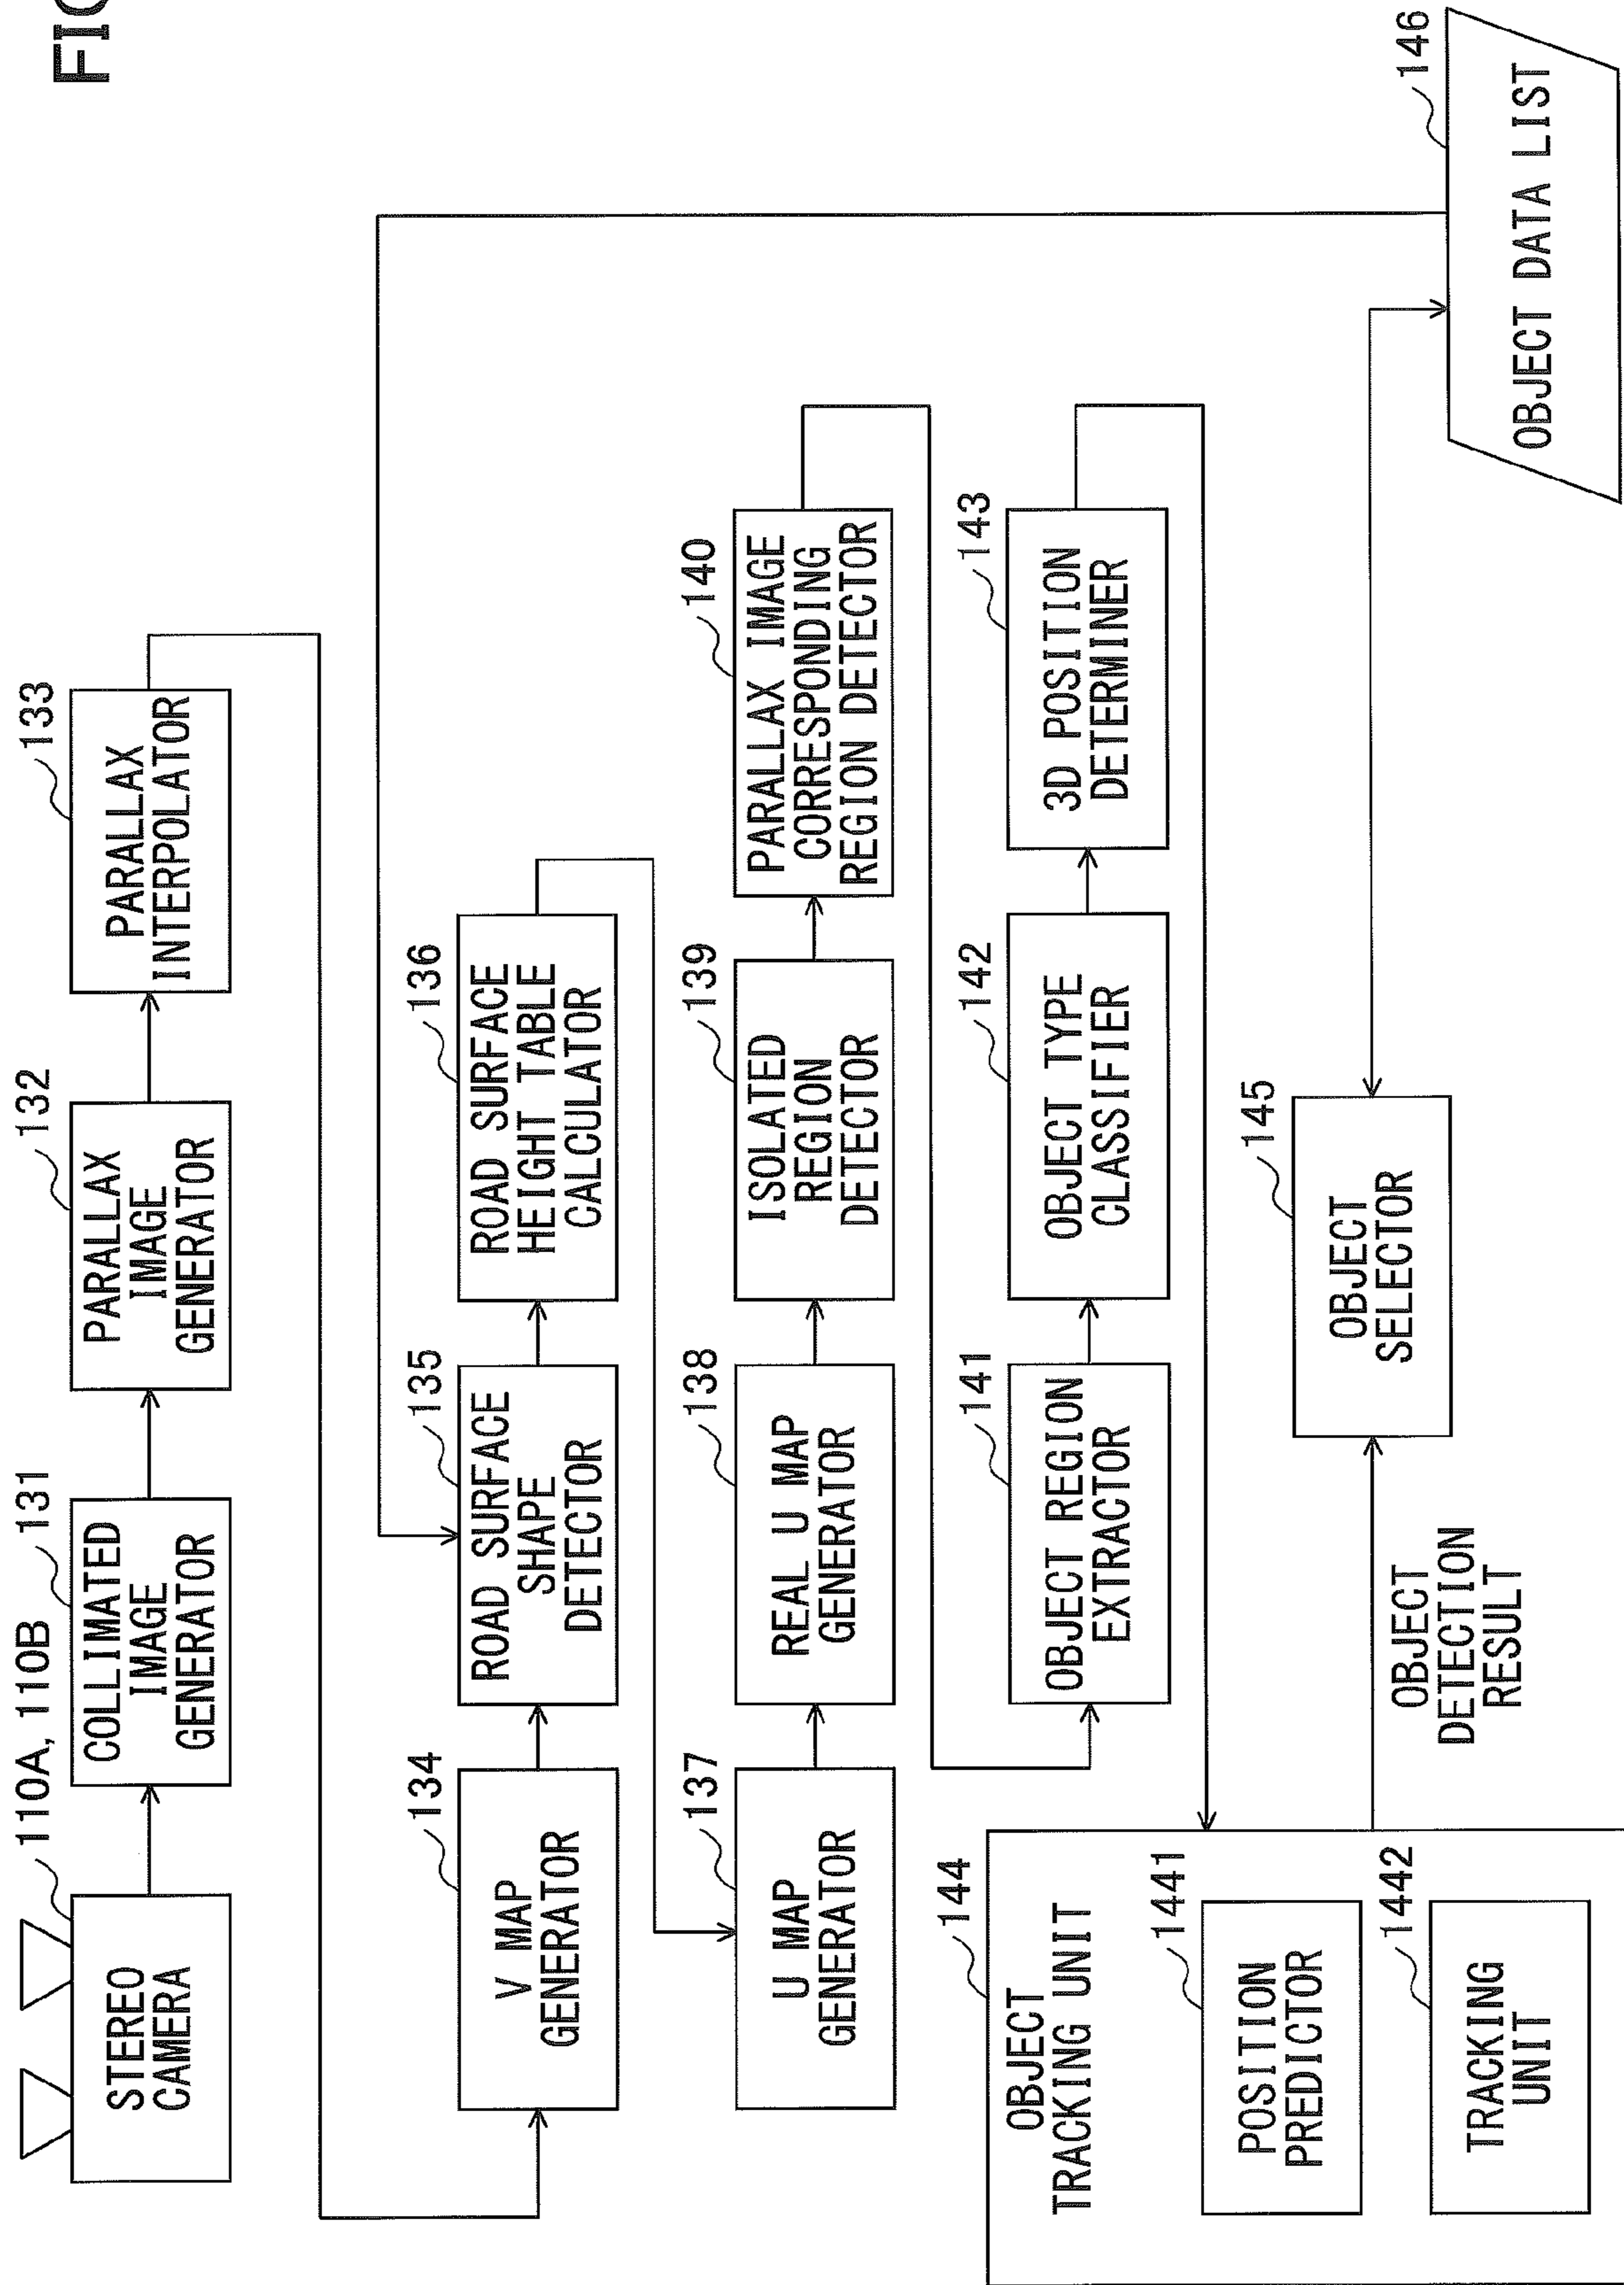 FIG
110A, 110B
STEREO
CAMERA
131
COLLIMATED
IMAGE
GENERATOR
132
PARALLAX
IMAGE
GENERATOR
133
PARALLAX
INTERPOLATOR
134
V MAP
GENERATOR
135
ROAD SURFACE
SHAPE
DETECTOR
136
ROAD SURFACE
HEIGHT TABLE
CALCULATOR
137
U MAP
GENERATOR
138
REAL U MAP
GENERATOR
139
ISOLATED
REGION
DETECTOR
140
PARALLAX IMAGE
CORRESPONDING
REGION DETECTOR
141
OBJECT REGION
EXTRACTOR
142
OBJECT TYPE
CLASSIFIER
143
3D POSITION
DETERMINER
144
OBJECT
TRACKING UNIT
1441
POSITION
PREDICTOR
1442
TRACKING
UNIT
OBJECT
DETECTION
RESULT
145
OBJECT
SELECTOR
146
OBJECT DATA LIST